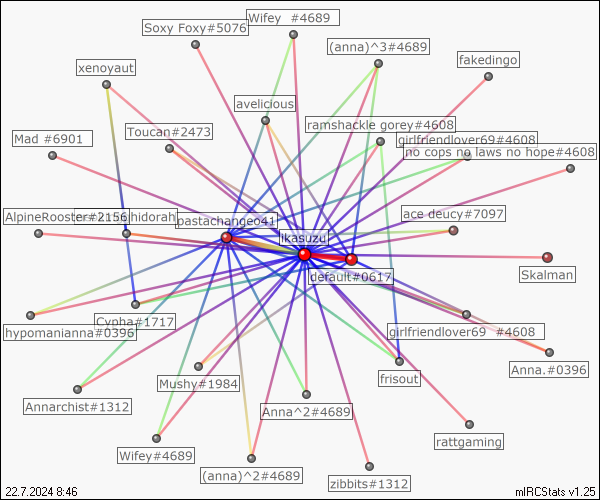 Wifey #4689
Soxy Foxy#5076
(anna)^3#4689
fakedingo
xenoyaut
avelicious
ramshackle gorey#4608
Toucan#2473
girlfriendlover69#4608
Mad #6901
no cops no laws no hope#4608
AlpineRooster#2156
hidorah
pastachange041
ace deucy#7097
ikasuzu
default#0617
Skalman
Cypha#1717
hypomanianna#0396
girlfriendlover69 #4608
Anna.#0396
Mushy#1984
frisout
Annarchist#1312
Anna^2#4689
rattgaming
Wifey#4689
(anna)^2#4689
zibbits#1312
22.7.2024 8:46
mIRCStats v1.25